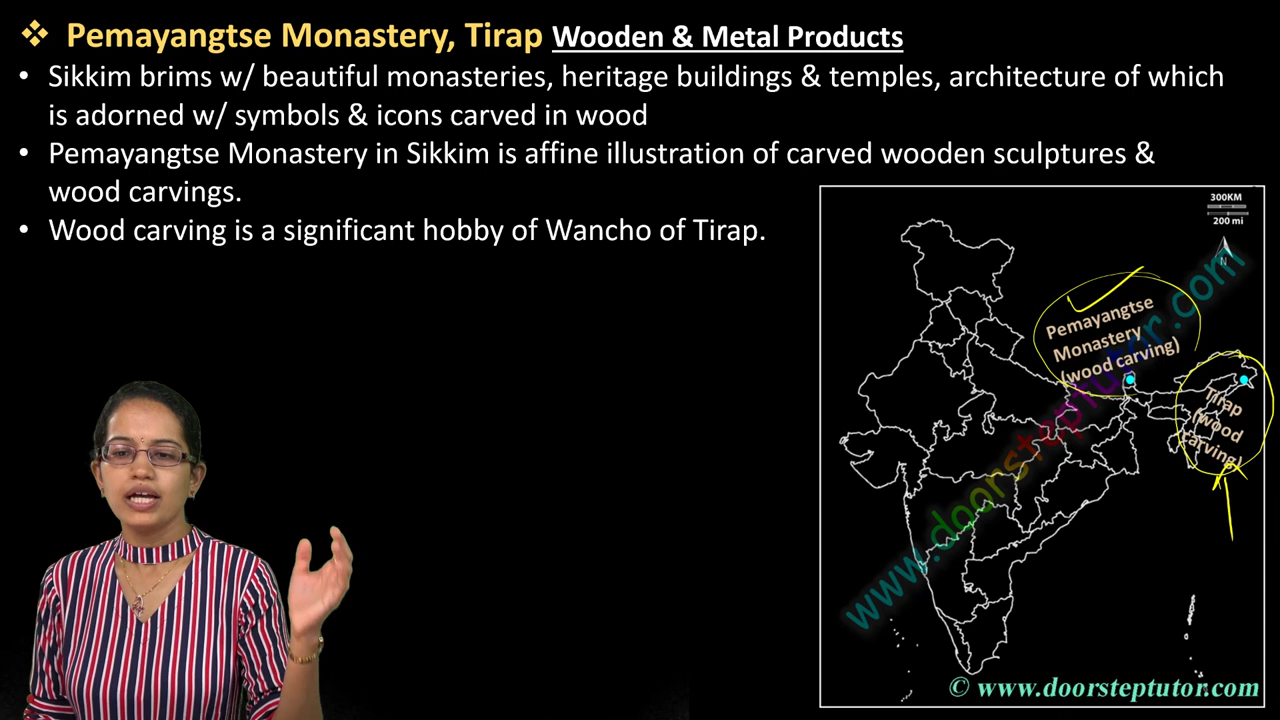 ❖ Pemayangtse Monastery, Tirap Wooden & Metal Products
• Sikkim brims w/ beautiful monasteries, heritage buildings & temples, architecture of which
is adorned w/ symbols & icons carved in wood
• Pemayangtse Monastery in Sikkim is affine illustration of carved wooden sculptures &
wood carvings.
• Wood carving is a significant hobby of Wancho of Tirap.
300KM
200 mi
N
Pemayangtse
Monastery
(wood carving)
Tirap
(wood
carving)
www.doorsteptutor.com
© www.doorsteptutor.com